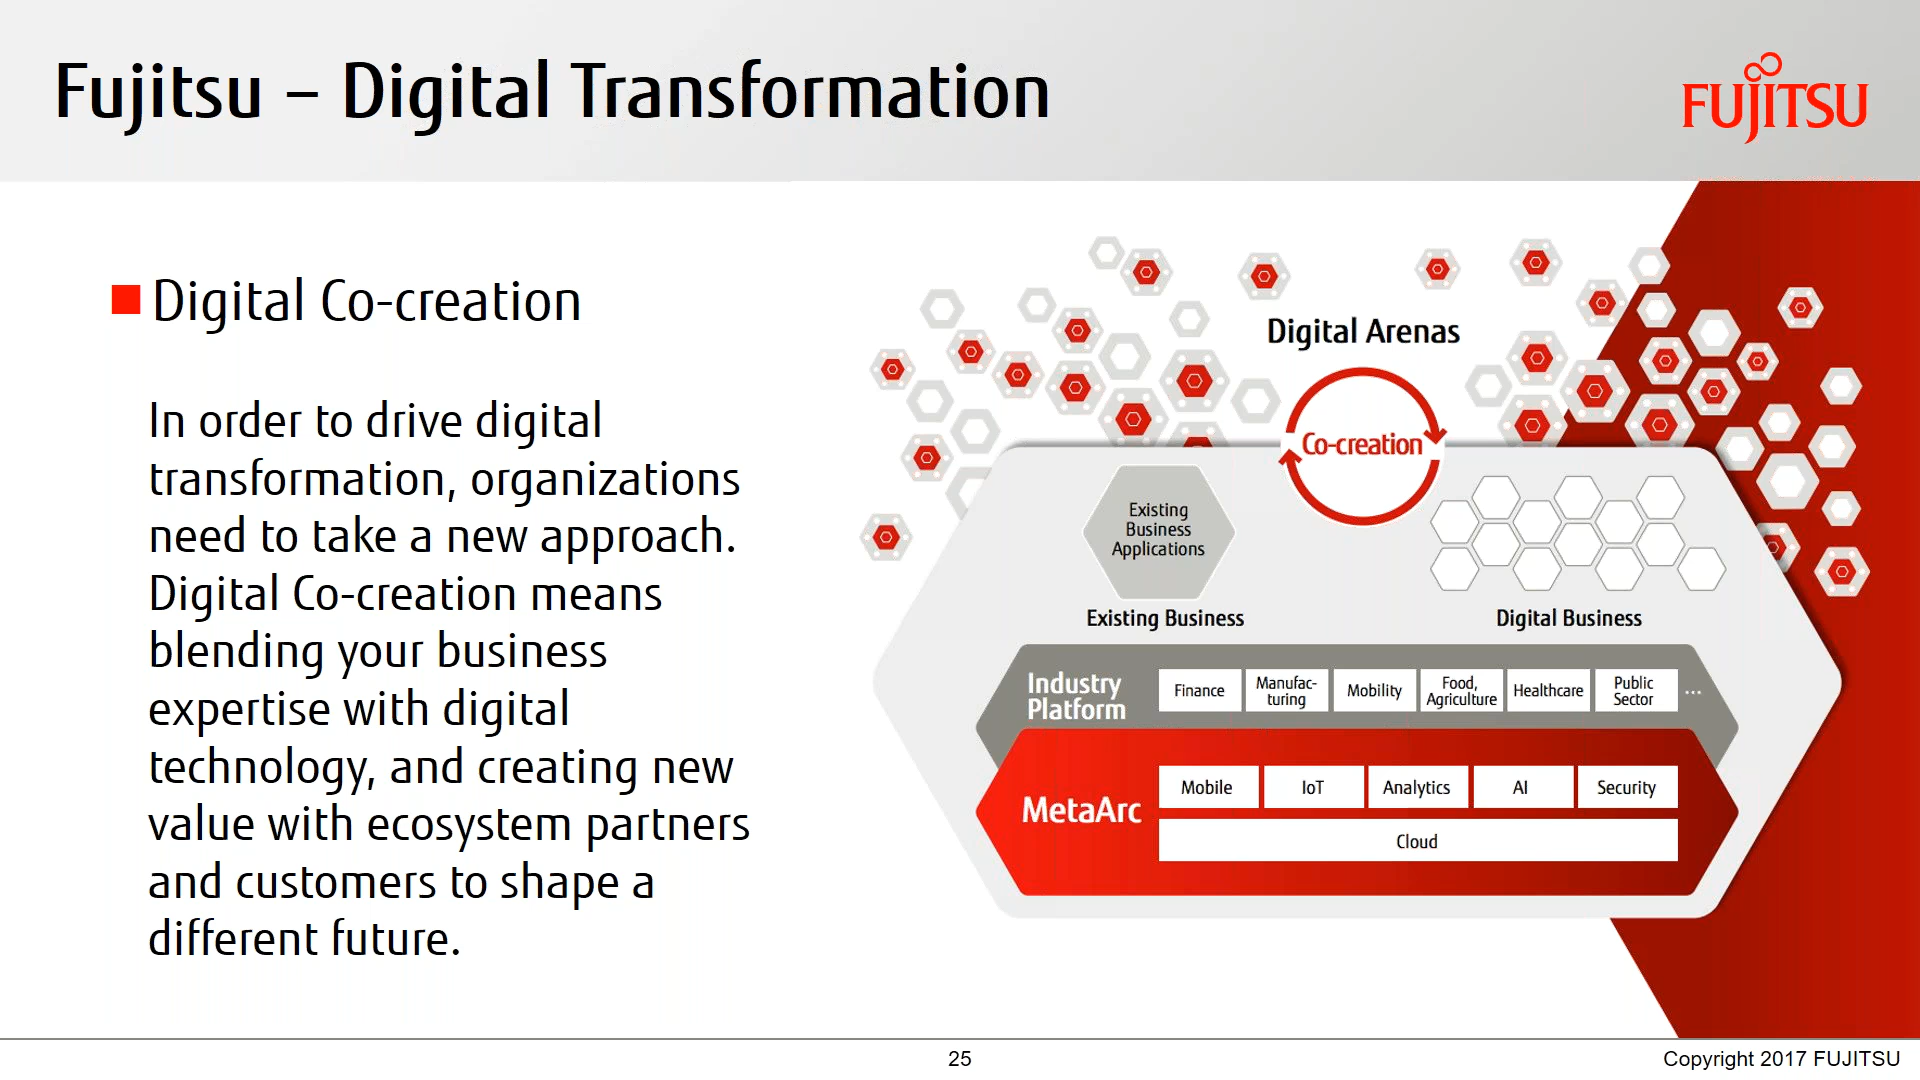 Fujitsu – Digital Transformation
FUJITSU
Digital Co-creation
In order to drive digital
transformation, organizations
need to take a new approach.
Digital Co-creation means
blending your business
expertise with digital
technology, and creating new
value with ecosystem partners
and customers to shape a
different future.
Digital Arenas
Co-creation
Existing
Business
Applications
Existing Business
Digital Business
Industry
Platform
Finance
Manufac-
turing
Mobility
Food,
Agriculture
Healthcare
Public
Sector
...
MetaArc
Mobile
IoT
Analytics
AI
Security
Cloud
25
Copyright 2017 FUJITSU